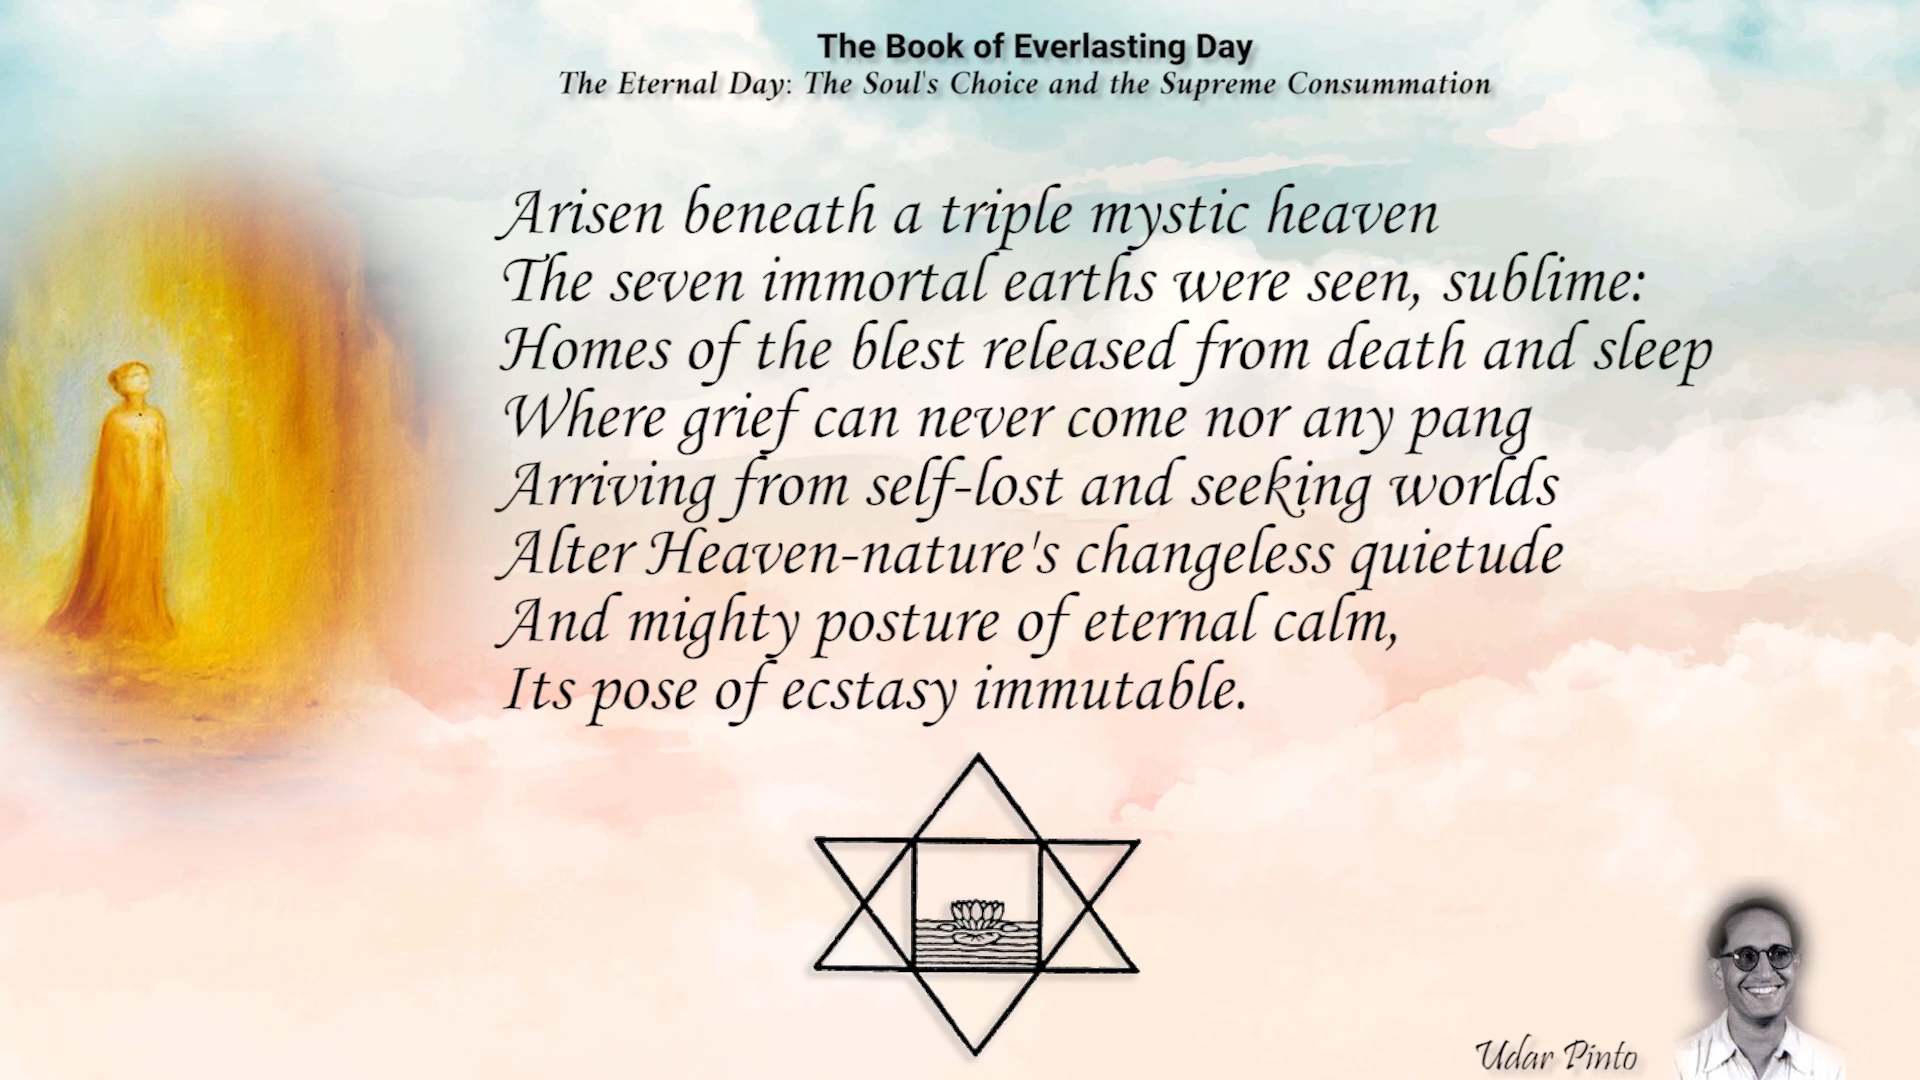 The Book of Everlasting Day
The Eternal Day: The Soul's Choice and the Supreme Consummation
Arisen beneath a triple mystic heaven
The seven immortal earths were seen, sublime:
Homes of the blest released from death and sleep
Where grief can never come nor any pang
Arriving from self-lost and seeking worlds
Alter Heaven-nature's changeless quietude
And mighty posture of eternal calm,
Its pose of ecstasy immutable.
Udar Pinto